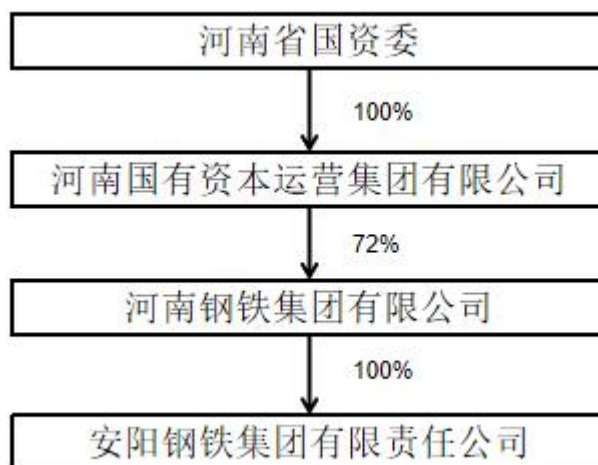 河南省国资委
100%
河南国有资本运营集团有限公司
72%
河南钢铁集团有限公司
100%
安阳钢铁集团有限责任公司